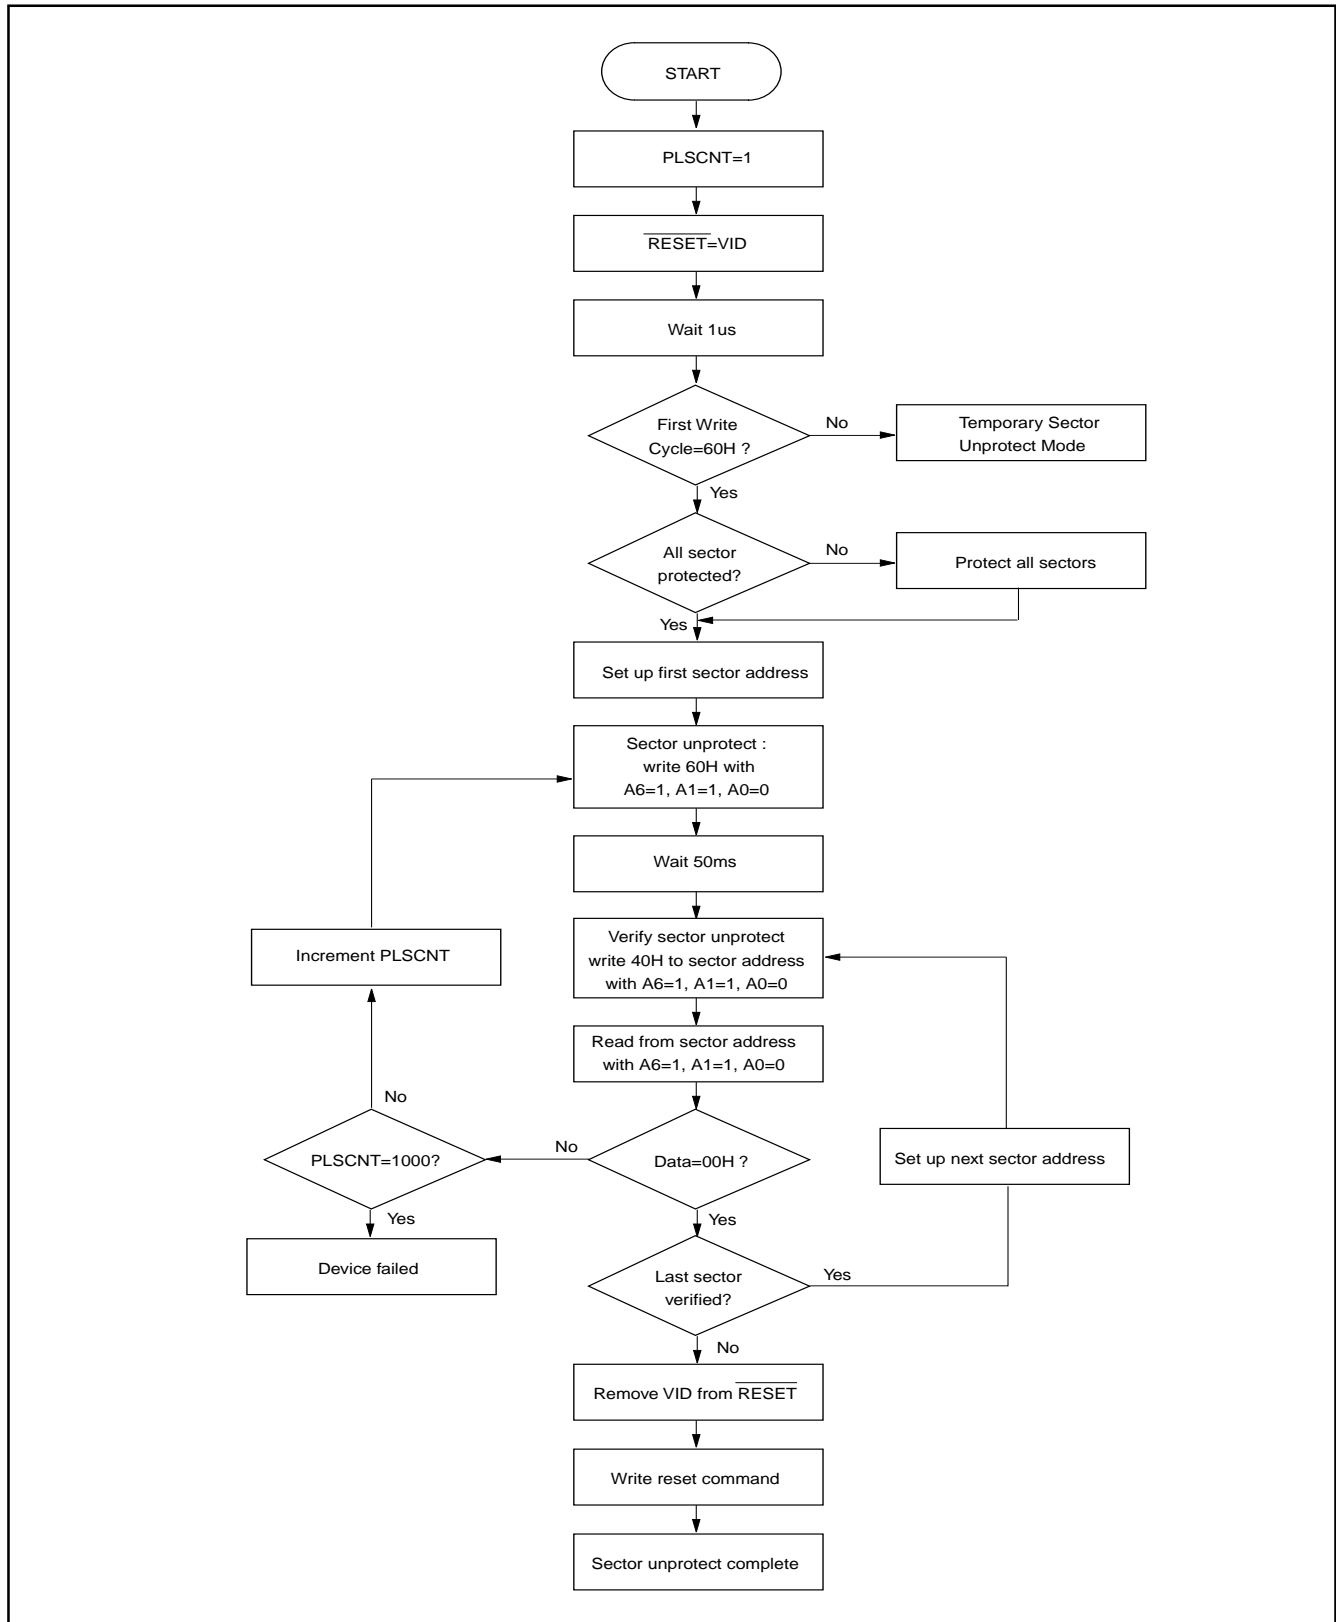 START
PLSCNT=1
RESET=VID
Wait 1us
First Write
Cycle=60H ?
No
Temporary Sector
Unprotect Mode
Yes
All sector
protected?
No
Protect all sectors
Yes
Set up first sector address
Sector unprotect :
write 60H with
A6=1, A1=1, A0=0
Wait 50ms
Increment PLSCNT
Verify sector unprotect
write 40H to sector address
with A6=1, A1=1, A0=0
Read from sector address
with A6=1, A1=1, A0=0
No
PLSCNT=1000?
No
Data=00H ?
Set up next sector address
Yes
Yes
Device failed
Last sector
verified?
Yes
No
Remove VID from RESET
Write reset command
Sector unprotect complete